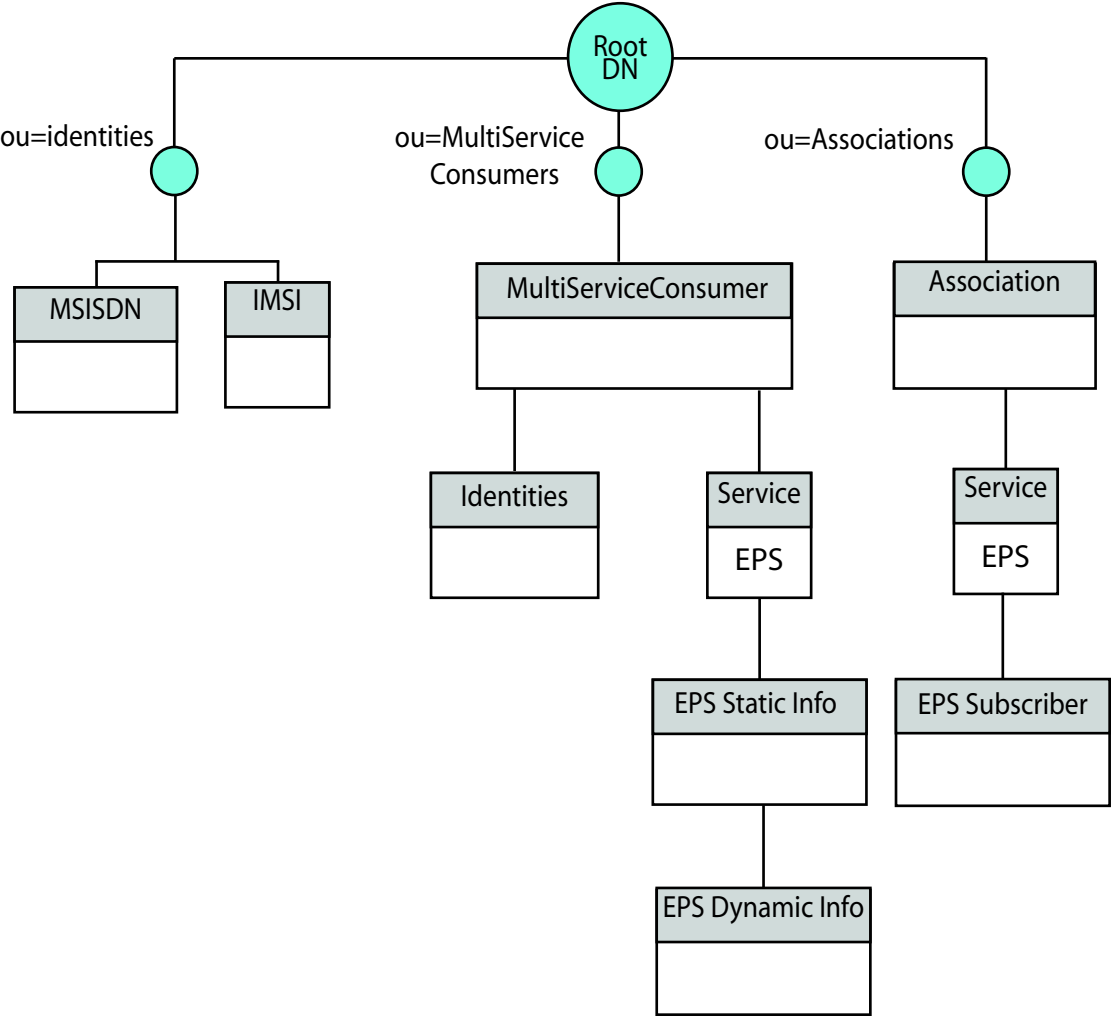 Root
DN
ou=identities
ou=MultiService
Consumers
ou=Associations
MSISDN
IMSI
MultiServiceConsumer
Association
Identities
Service
EPS
Service
EPS
EPS Static Info
EPS Subscriber
EPS Dynamic Info